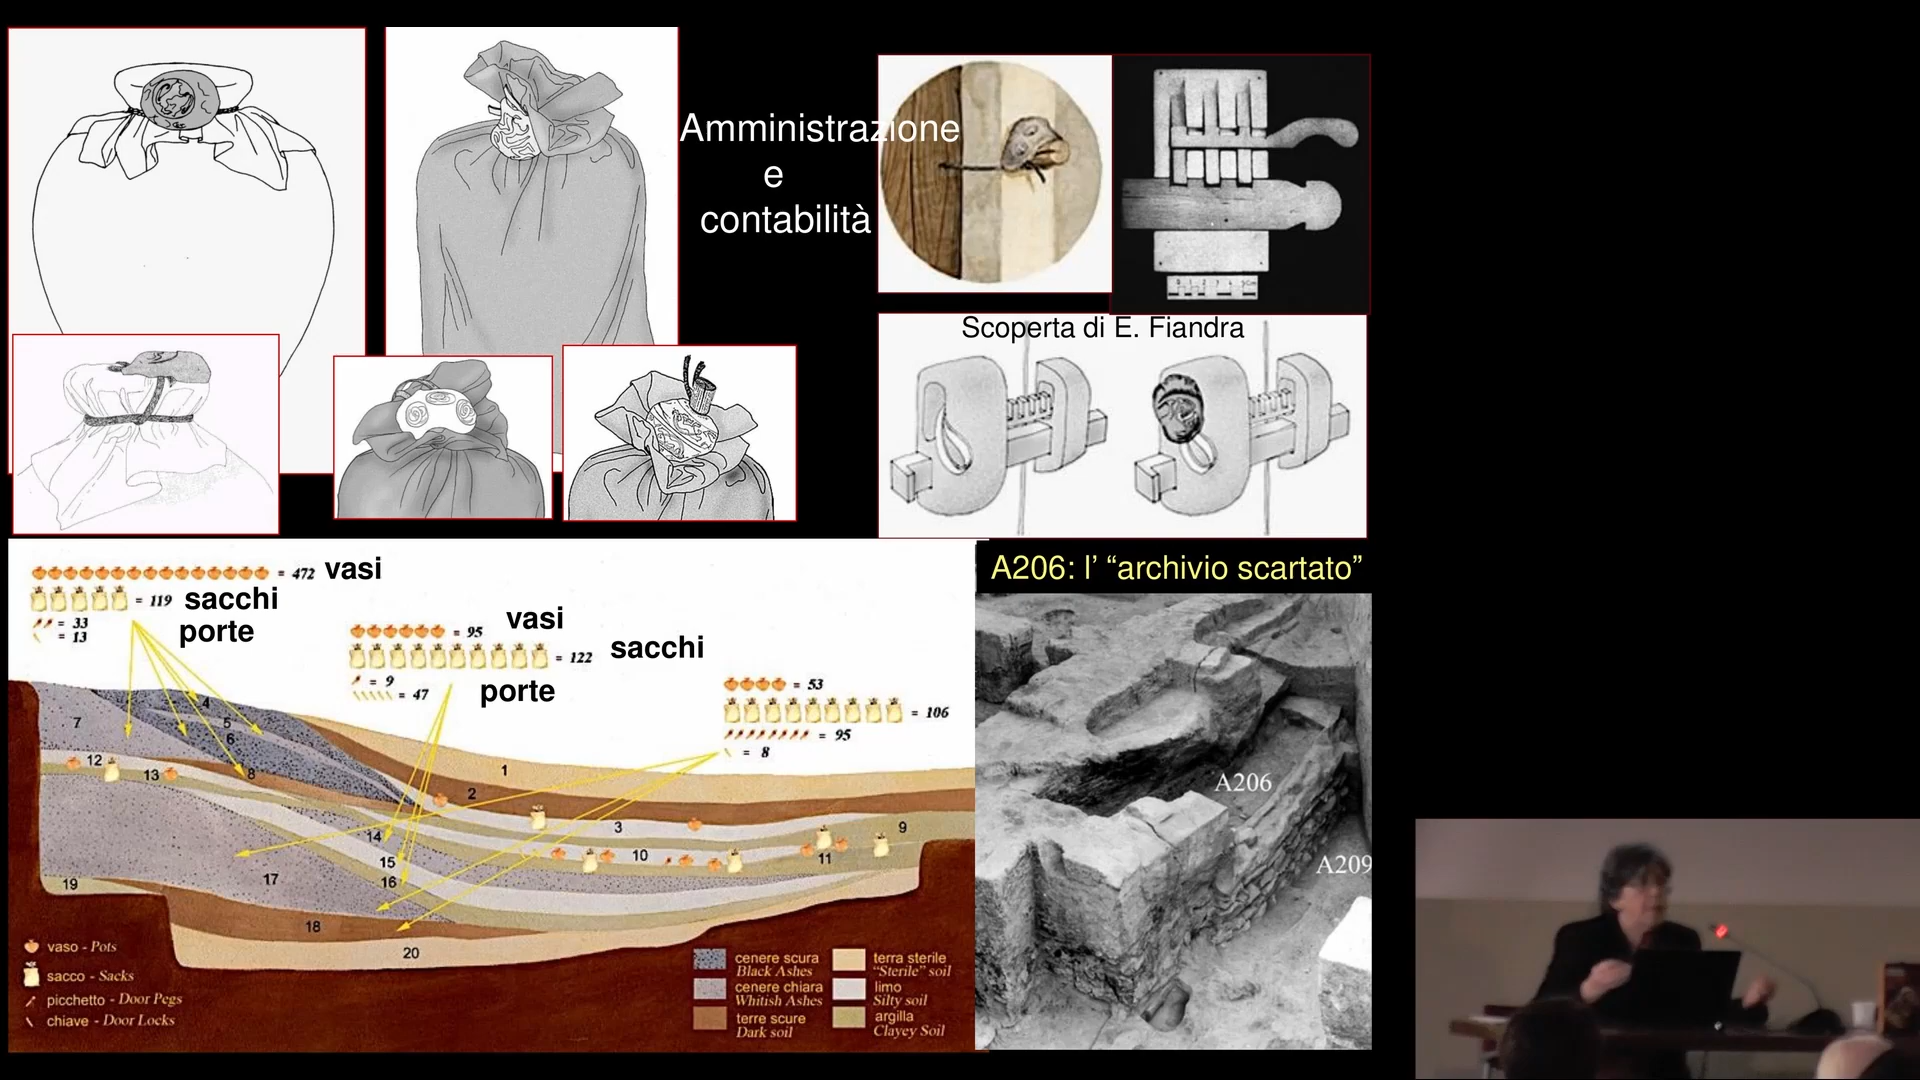 Amministrazione
e
contabilità
Scoperta di E. Fiandra
= 472 vasi
= 119 sacchi
= 33 porte
= 13
= 95 vasi
= 122 sacchi
= 9
= 47 porte
= 53
= 106
= 95
= 8
4
7
5
6
12
13
8
1
2
3
9
14
10
11
15
16
17
19
18
20
vaso - Pots
sacco - Sacks
picchetto - Door Pegs
chiave - Door Locks
cenere scura
Black Ashes
cenere chiara
Whitish Ashes
terre scure
Dark soil
terra sterile
“Sterile” soil
limo
Silty soil
argilla
Clayey Soil
A206: l’ “archivio scartato”
A206
A209